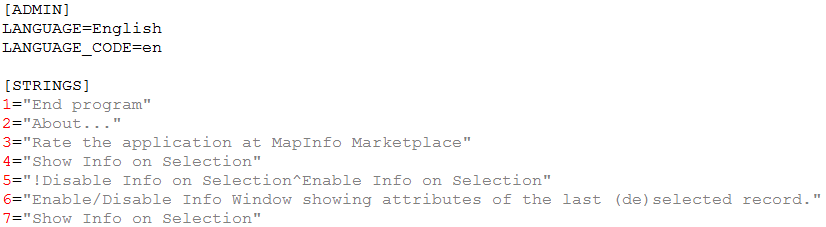 [ADMIN]
LANGUAGE=English
LANGUAGE_CODE=en

[STRINGS]
1="End program"
2="About..."
3="Rate the application at MapInfo Marketplace"
4="Show Info on Selection"
5="!Disable Info on Selection^Enable Info on Selection"
6="Enable/Disable Info Window showing attributes of the last (de)selected record."
7="Show Info on Selection"